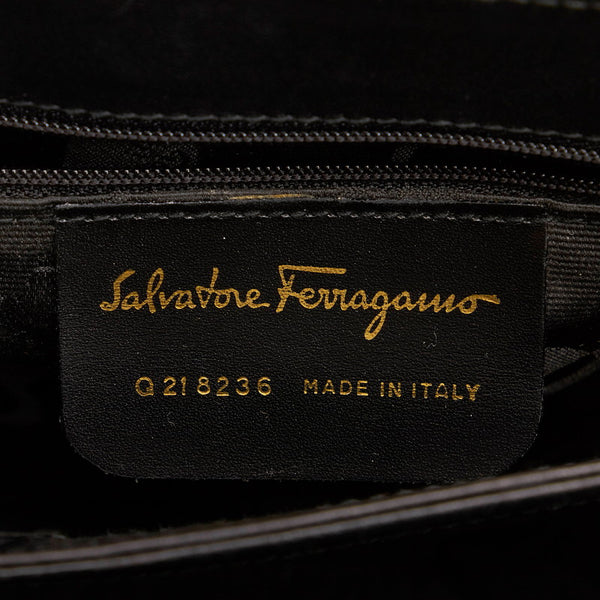 Salvatore Ferragamo
Q218236 MADE IN ITALY